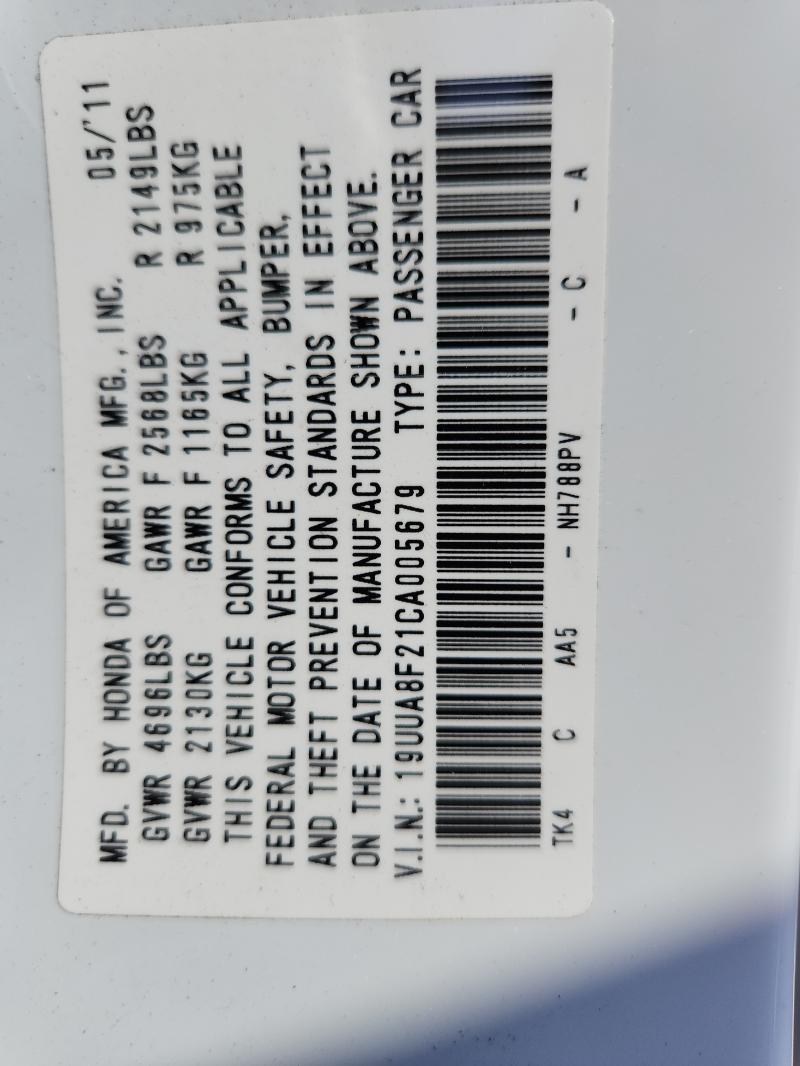 MFD. BY HONDA OF AMERICA MFG., INC. 05/'11
GVWR 4696LBS GAWR F 2568LBS R 2149LBS
GVWR 2130KG GAWR F 1165KG R 975KG
THIS VEHICLE CONFORMS TO ALL APPLICABLE
FEDERAL MOTOR VEHICLE SAFETY, BUMPER,
AND THEFT PREVENTION STANDARDS IN EFFECT
ON THE DATE OF MANUFACTURE SHOWN ABOVE.
V.I.N.: 19UUA8F21CA005679 TYPE: PASSENGER CAR
TK4 C AA5 - NH788PV - C - A